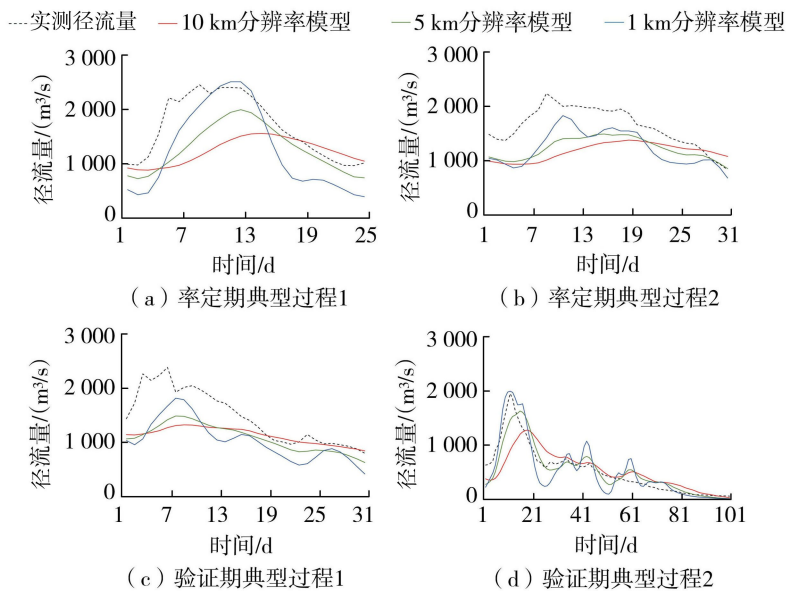 实测径流量 10 km分辨率模型 5 km分辨率模型 1 km分辨率模型
3 000
2 000
1 000
0
径流量/(m³/s)
1 7 13 19 25
时间/d
（a）率定期典型过程1
3 000
2 000
1 000
0
径流量/(m³/s)
1 7 13 19 25 31
时间/d
（b）率定期典型过程2
3 000
2 000
1 000
0
径流量/(m³/s)
1 7 13 19 25 31
时间/d
（c）验证期典型过程1
3 000
2 000
1 000
0
径流量/(m³/s)
1 21 41 61 81 101
时间/d
（d）验证期典型过程2